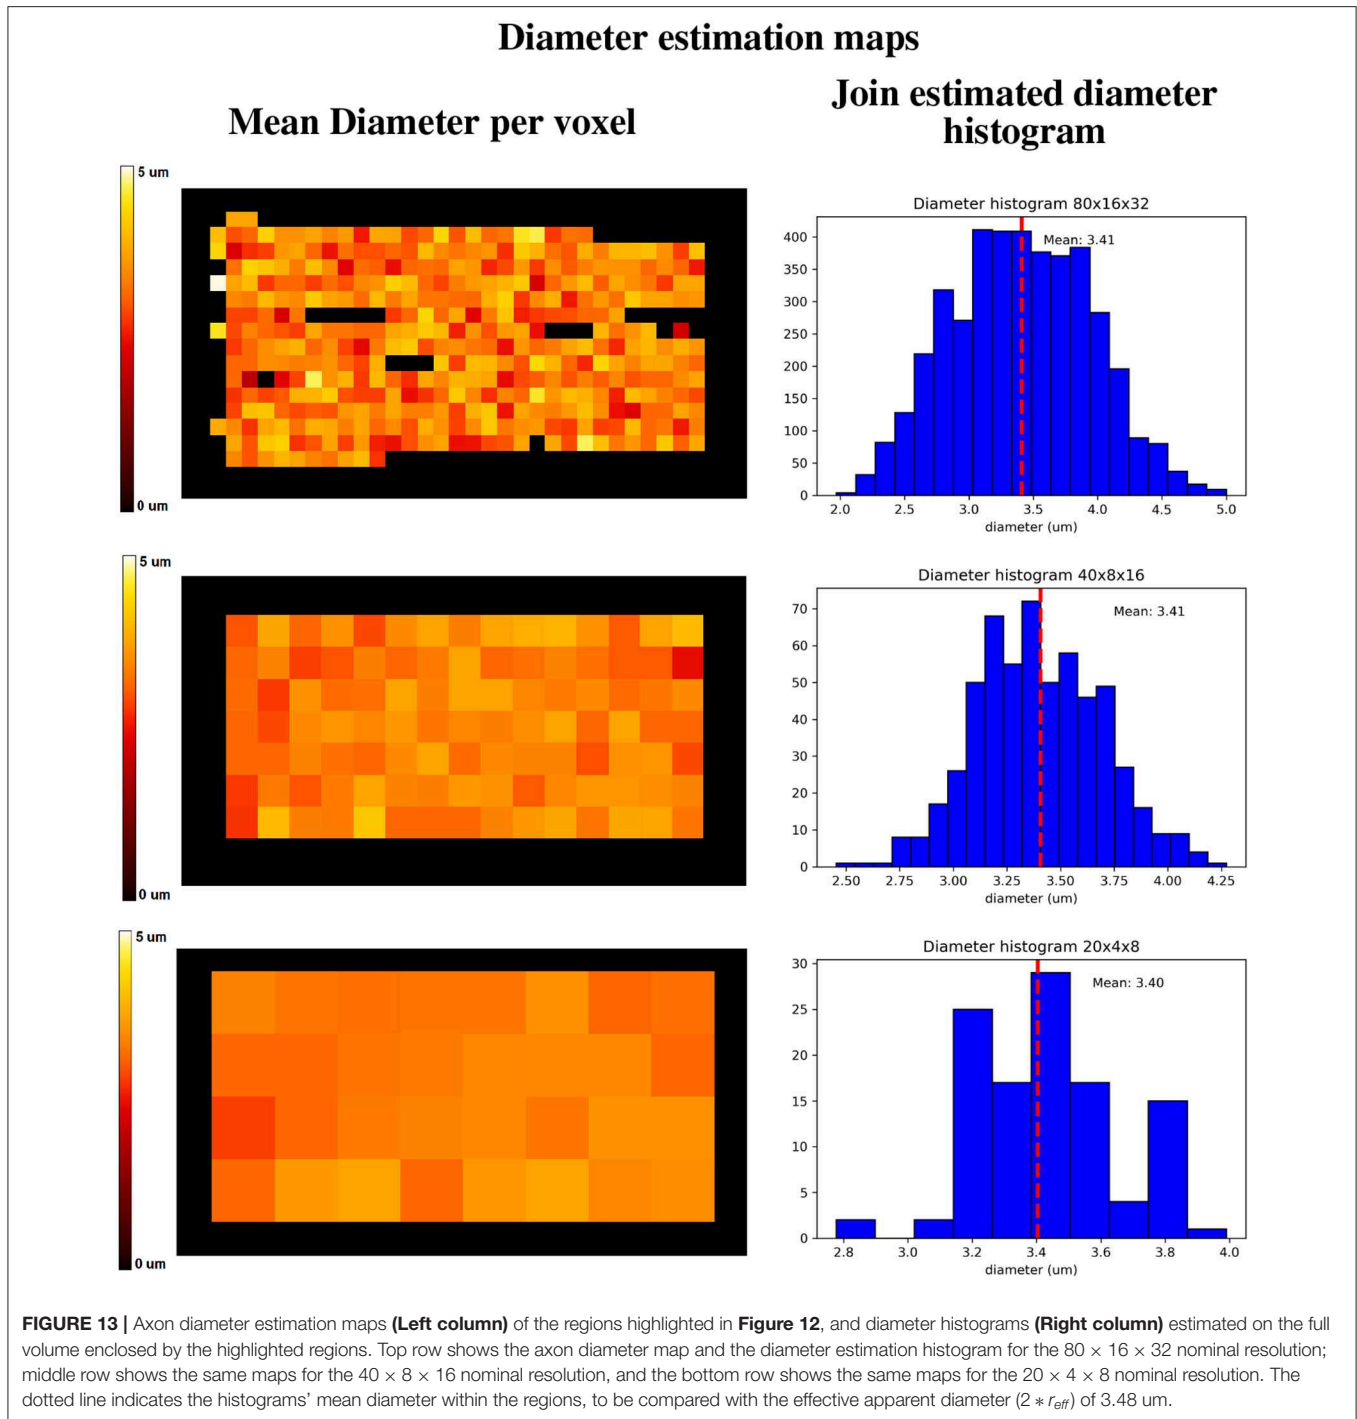 Diameter estimation maps
Mean Diameter per voxel
Join estimated diameter
histogram
5 um
0 um
Diameter histogram 80x16x32
Mean: 3.41
400
350
300
250
200
150
100
50
0
2.0 2.5 3.0 3.5 4.0 4.5 5.0
diameter (um)
5 um
0 um
Diameter histogram 40x8x16
Mean: 3.41
70
60
50
40
30
20
10
0
2.50 2.75 3.00 3.25 3.50 3.75 4.00 4.25
diameter (um)
5 um
0 um
Diameter histogram 20x4x8
Mean: 3.40
30
25
20
15
10
5
0
2.8 3.0 3.2 3.4 3.6 3.8 4.0
diameter (um)
FIGURE 13 | Axon diameter estimation maps (Left column) of the regions highlighted in Figure 12, and diameter histograms (Right column) estimated on the full
volume enclosed by the highlighted regions. Top row shows the axon diameter map and the diameter estimation histogram for the 80 × 16 × 32 nominal resolution;
middle row shows the same maps for the 40 × 8 × 16 nominal resolution, and the bottom row shows the same maps for the 20 × 4 × 8 nominal resolution. The
dotted line indicates the histograms' mean diameter within the regions, to be compared with the effective apparent diameter (2 * r_eff) of 3.48 um.